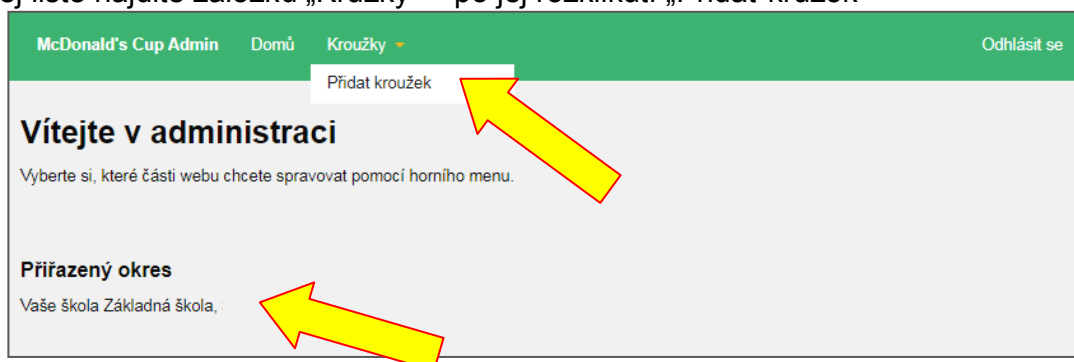 McDonald's Cup Admin Domů Kroužky Odhlásit se
Přidat kroužek
Vítejte v administraci
Vyberte si, které části webu chcete spravovat pomocí horního menu.
Přiřazený okres
Vaše škola Základná škola,